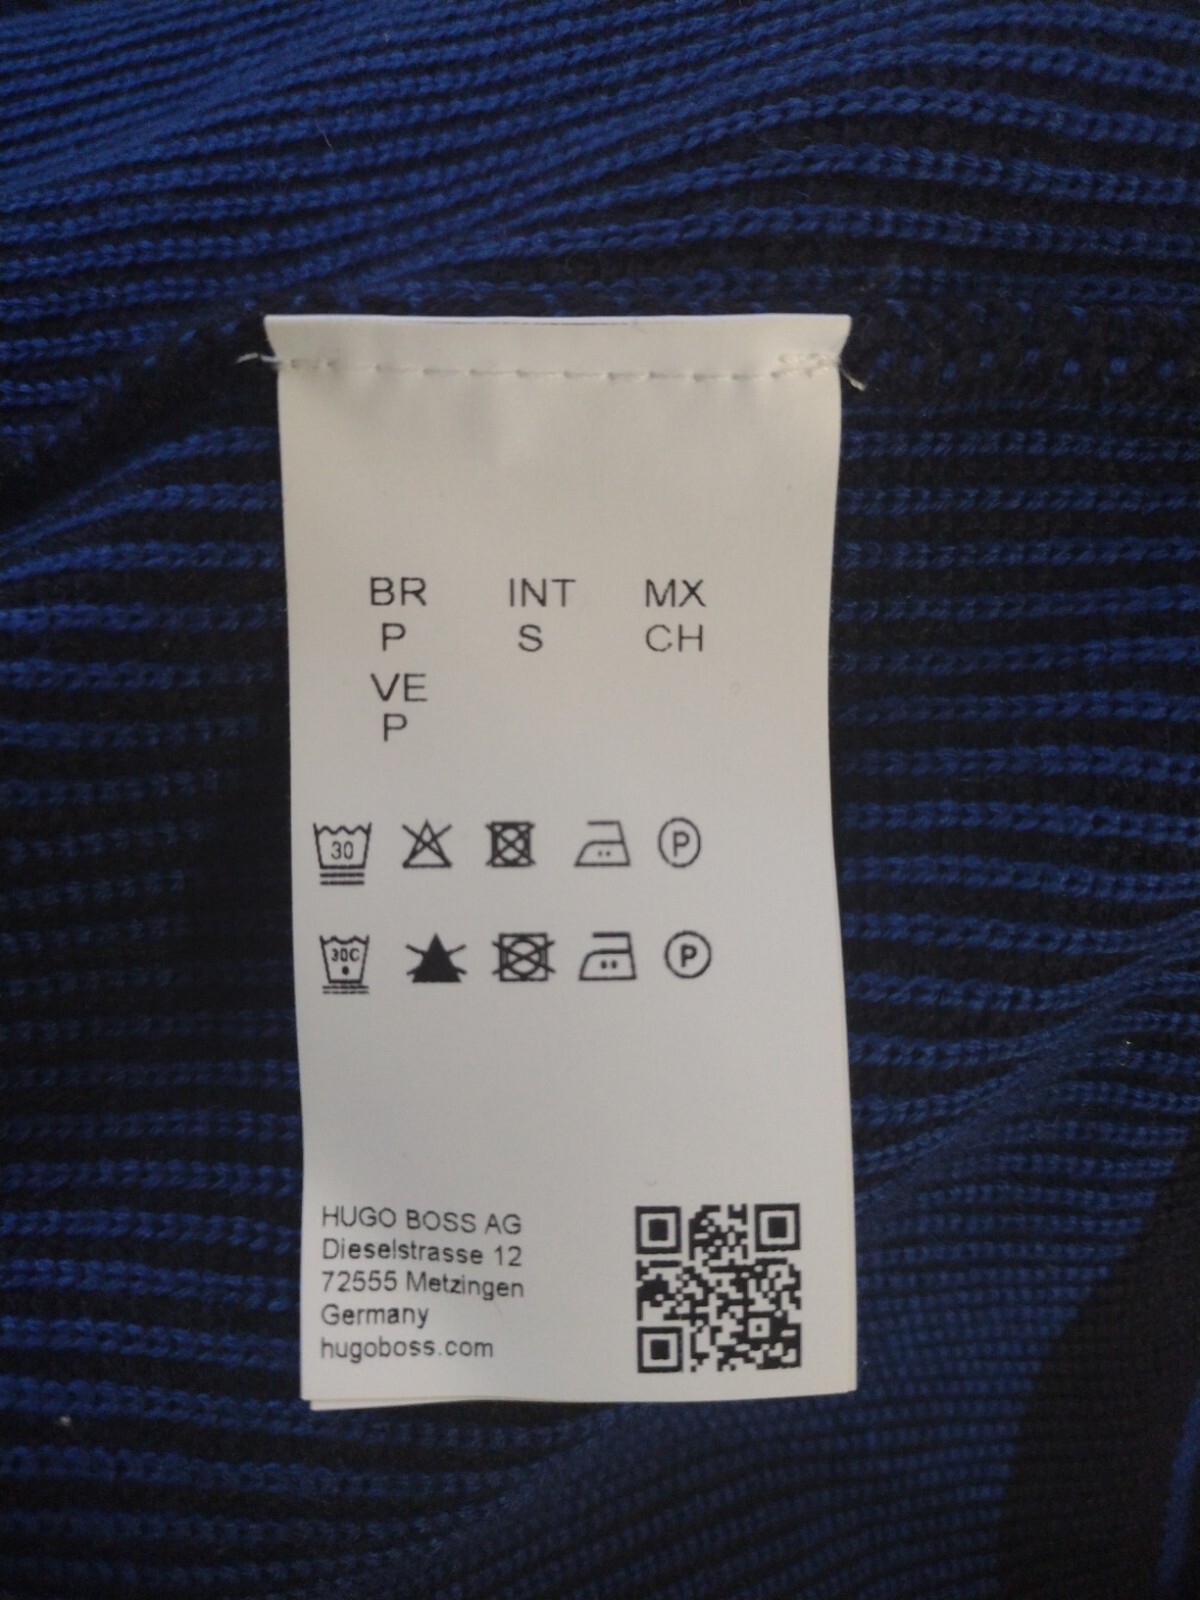 BR INT MX
P S CH
VE
P
30 P
30C P
HUGO BOSS AG
Dieselstrasse 12
72555 Metzingen
Germany
hugoboss.com